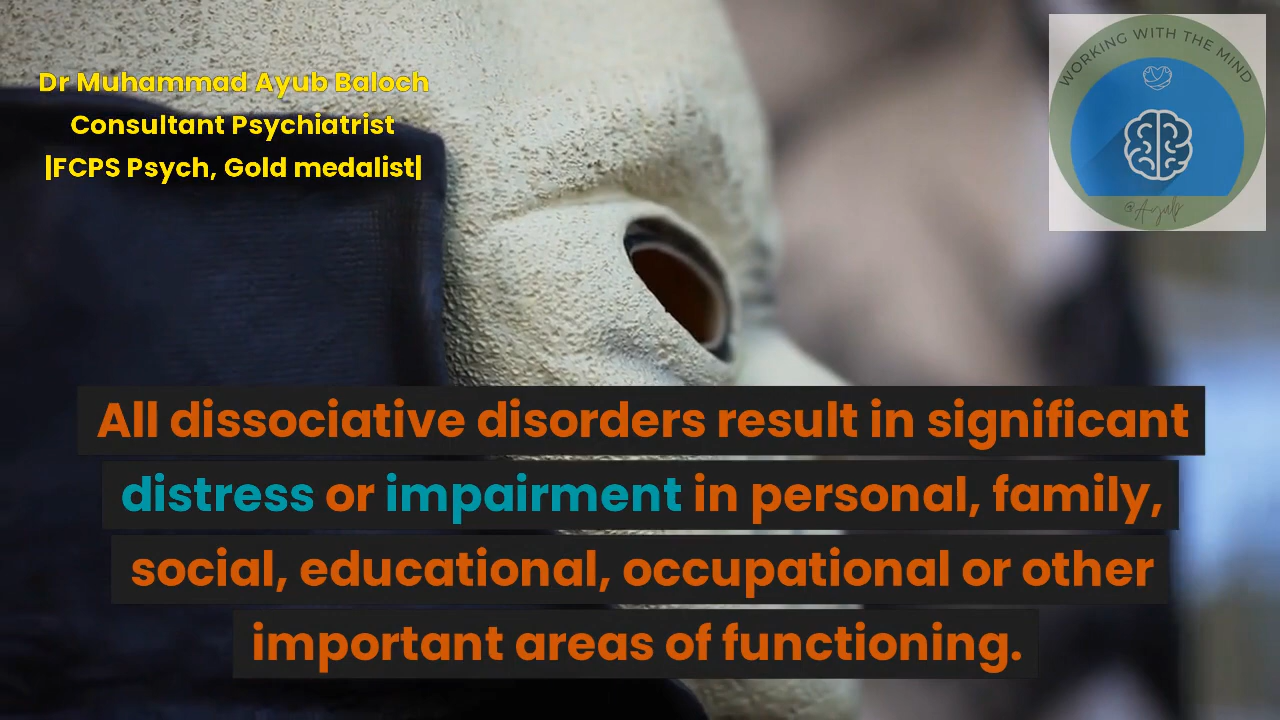 Dr Muhammad Ayub Baloch
Consultant Psychiatrist
|FCPS Psych, Gold medalist|
WORKING WITH THE MIND
@Ayub
All dissociative disorders result in significant
distress or impairment in personal, family,
social, educational, occupational or other
important areas of functioning.